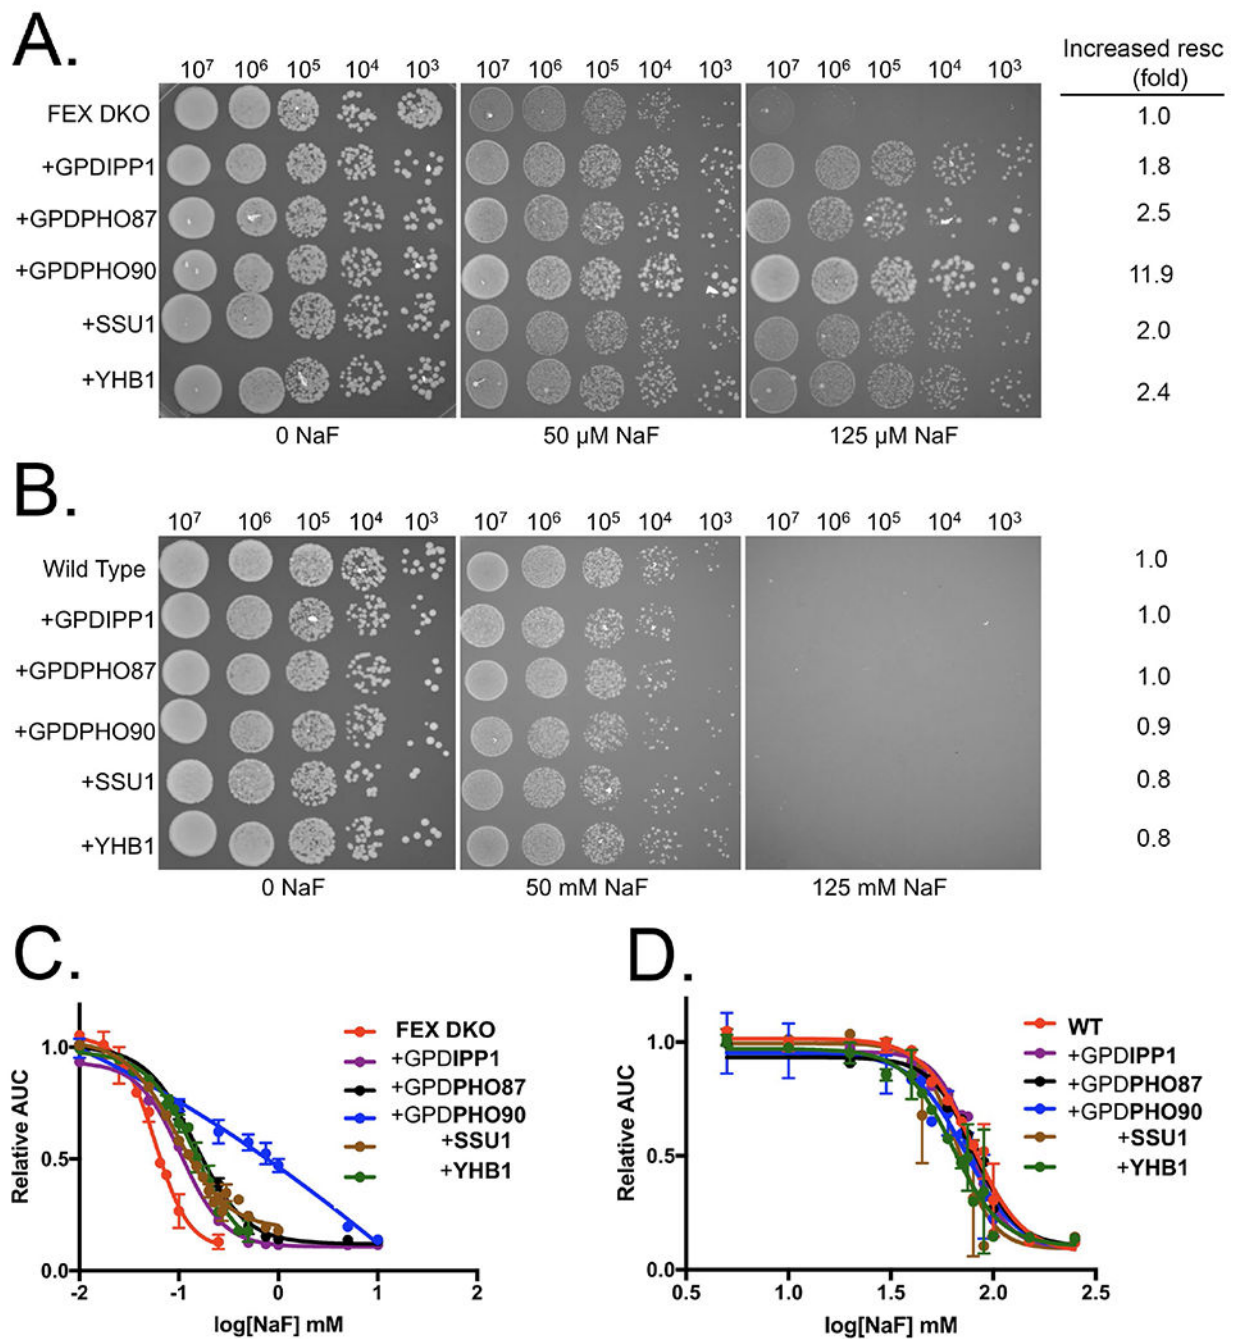 A.
10⁷ 10⁶ 10⁵ 10⁴ 10³ 10⁷ 10⁶ 10⁵ 10⁴ 10³ 10⁷ 10⁶ 10⁵ 10⁴ 10³
Increased resc
(fold)
FEX DKO 1.0
+GPDIPP1 1.8
+GPDPHO87 2.5
+GPDPHO90 11.9
+SSU1 2.0
+YHB1 2.4
0 NaF 50 µM NaF 125 µM NaF
B.
10⁷ 10⁶ 10⁵ 10⁴ 10³ 10⁷ 10⁶ 10⁵ 10⁴ 10³ 10⁷ 10⁶ 10⁵ 10⁴ 10³
Wild Type 1.0
+GPDIPP1 1.0
+GPDPHO87 1.0
+GPDPHO90 0.9
+SSU1 0.8
+YHB1 0.8
0 NaF 50 mM NaF 125 mM NaF
C.
Relative AUC
1.0
0.5
0.0
-2 -1 0 1 2
log[NaF] mM
FEX DKO
+GPDIPP1
+GPDPHO87
+GPDPHO90
+SSU1
+YHB1
D.
Relative AUC
1.0
0.5
0.0
0.5 1.0 1.5 2.0 2.5
log[NaF] mM
WT
+GPDIPP1
+GPDPHO87
+GPDPHO90
+SSU1
+YHB1